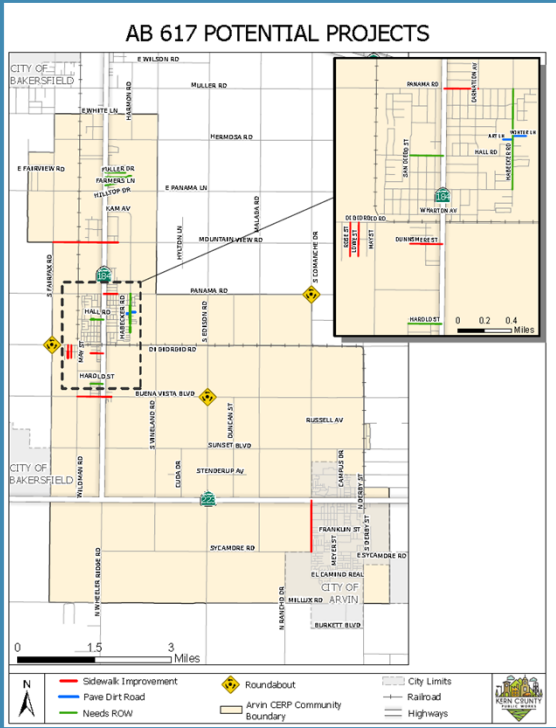 AB 617 POTENTIAL PROJECTS
CITY OF
BAKERSFIELD
E WILSON RD
MULLER RD
HARMON RD
E WHITE LN
HERMOSA RD
E FAIRVIEW RD
FULLER DR
FARMERS LN
HILLTOP DR
E PANAMA LN
KAM AV
MALAGA RD
HYLTON LN
MOUNTAIN VIEW RD
S COMANCHE DR
S FAIRFAX RD
184
PANAMA RD
HALL RD
HABECKER RD
S EDISON RD
MAY ST
DI GIORGIO RD
HAROLD ST
BUENA VISTA BLVD
S VINELAND RD
DUNCAN ST
RUSSELL AV
SUNSET BLVD
CITY OF
BAKERSFIELD
WILDMAN RD
CUDA DR
STENDERUP AV
CAMPUS DR
N DERBY ST
223
FRANKLIN ST
MEYER ST
S DERBY ST
SYCAMORE RD
E SYCAMORE RD
EL CAMINO REAL
CITY OF
ARVIN
N WHEELER RIDGE RD
N RANCHO DR
MILLUX RD
BURKETT BLVD
PANAMA RD
CARNATION AV
SAN DIEGO ST
ART LN
WHARTON AV
HALL RD
HABECKER RD
184
DI GIORGIO RD
ROSE ST
LOWE ST
MAY ST
DUNNSMERE ST
HAROLD ST
0 0.2 0.4
Miles
0 1.5 3
Miles
N
Sidewalk Improvement
Pave Dirt Road
Needs ROW
Roundabout
Arvin CERP Community
Boundary
City Limits
Railroad
Highways
KERN COUNTY
PUBLIC WORKS